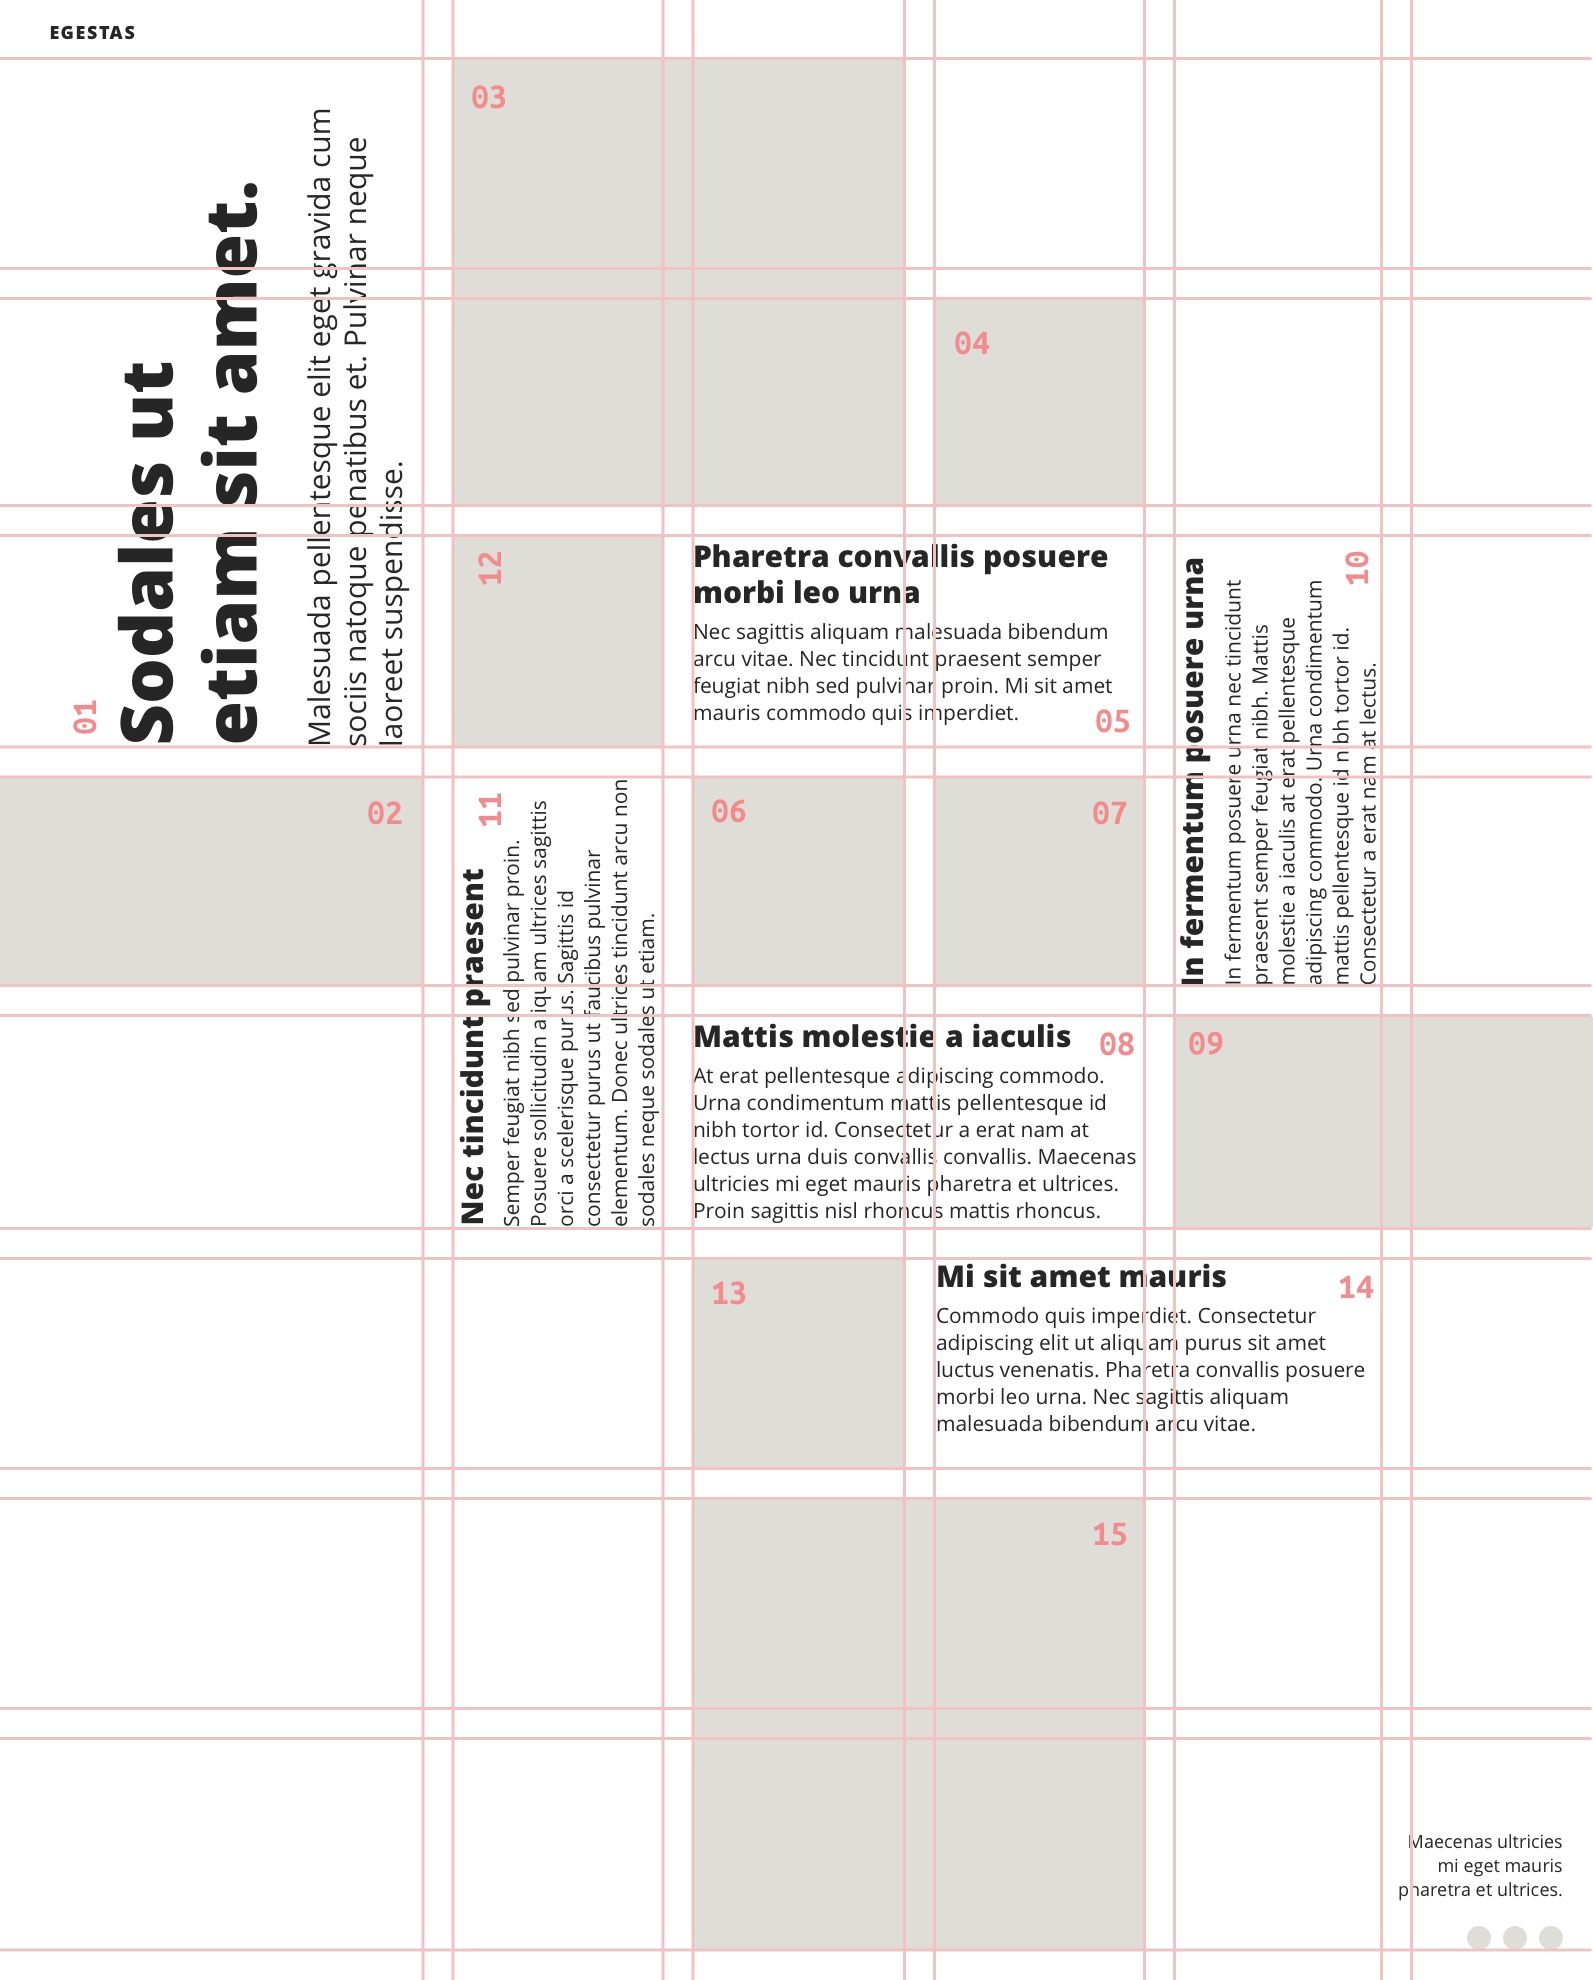 EGESTAS
01
Sodales ut
etiam sit amet.
Malesuada pellentesque elit eget gravida cum
sociis natoque penatibus et. Pulvinar neque
laoreet suspendisse.
02
03
04
12
Pharetra convallis posuere
morbi leo urna
Nec sagittis aliquam malesuada bibendum
arcu vitae. Nec tincidunt praesent semper
feugiat nibh sed pulvinar proin. Mi sit amet
mauris commodo quis imperdiet.
05
06
07
Mattis molestie a iaculis
08
At erat pellentesque adipiscing commodo.
Urna condimentum mattis pellentesque id
nibh tortor id. Consectetur a erat nam at
lectus urna duis convallis convallis. Maecenas
ultricies mi eget mauris pharetra et ultrices.
Proin sagittis nisl rhoncus mattis rhoncus.
09
10
In fermentum posuere urna
In fermentum posuere urna nec tincidunt
praesent semper feugiat nibh. Mattis
molestie a iaculis at erat pellentesque
adipiscing commodo. Urna condimentum
mattis pellentesque id nibh tortor id.
Consectetur a erat nam at lectus.
11
Nec tincidunt praesent
Semper feugiat nibh sed pulvinar proin.
Posuere sollicitudin aliquam ultrices sagittis
orci a scelerisque purus. Sagittis id
consectetur purus ut faucibus pulvinar
elementum. Donec ultrices tincidunt arcu non
sodales neque sodales ut etiam.
13
Mi sit amet mauris
14
Commodo quis imperdiet. Consectetur
adipiscing elit ut aliquam purus sit amet
luctus venenatis. Pharetra convallis posuere
morbi leo urna. Nec sagittis aliquam
malesuada bibendum arcu vitae.
15
Maecenas ultricies
mi eget mauris
pharetra et ultrices.